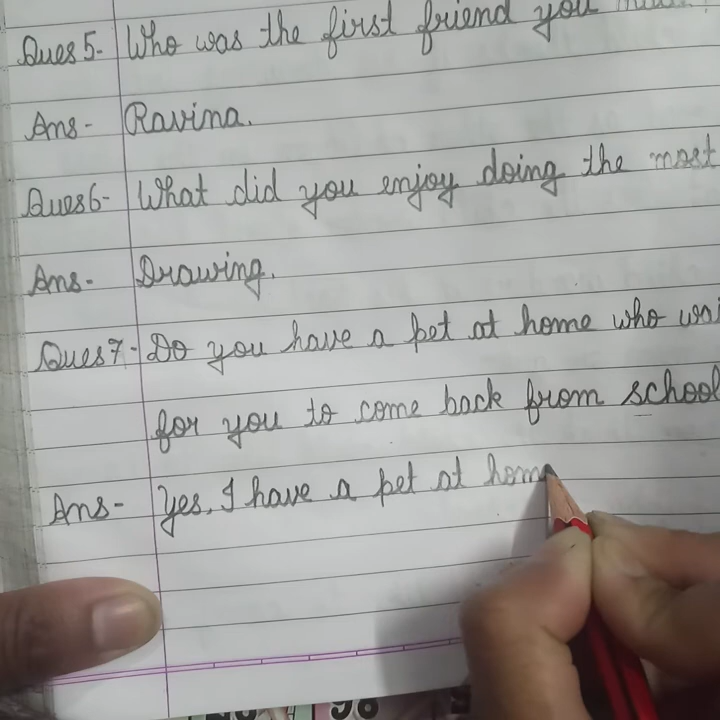 Ques 5- Who was the first friend you
Ans- Ravina.
Ques 6- What did you enjoy doing the most
Ans- Drawing.
Ques 7- Do you have a pet at home who
for you to come back from school
Ans- Yes, I have a pet at hom
96